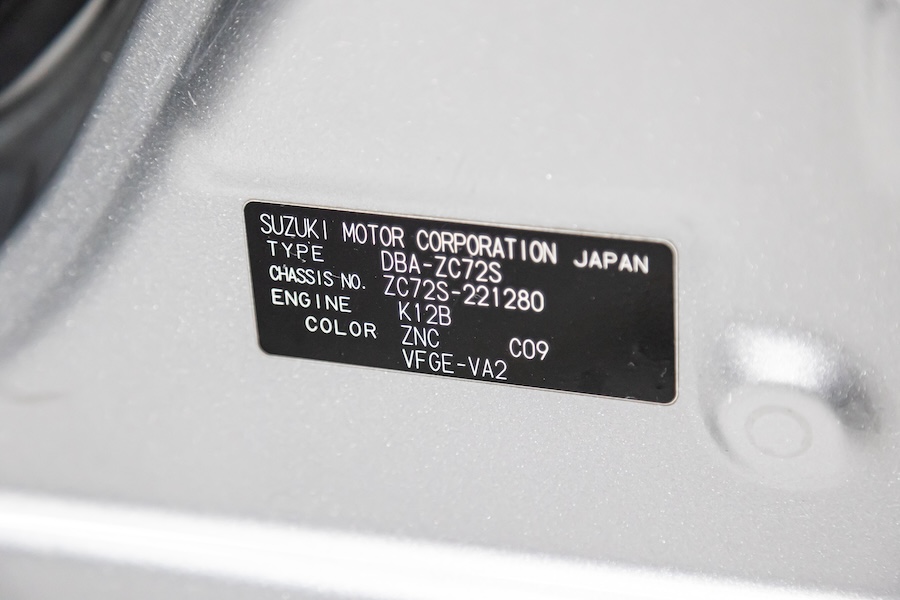 SUZUKI MOTOR CORPORATION JAPAN
TYPE DBA-ZC72S
CHASSIS NO. ZC72S-221280
ENGINE K12B
COLOR ZNC C09
VFGE-VA2